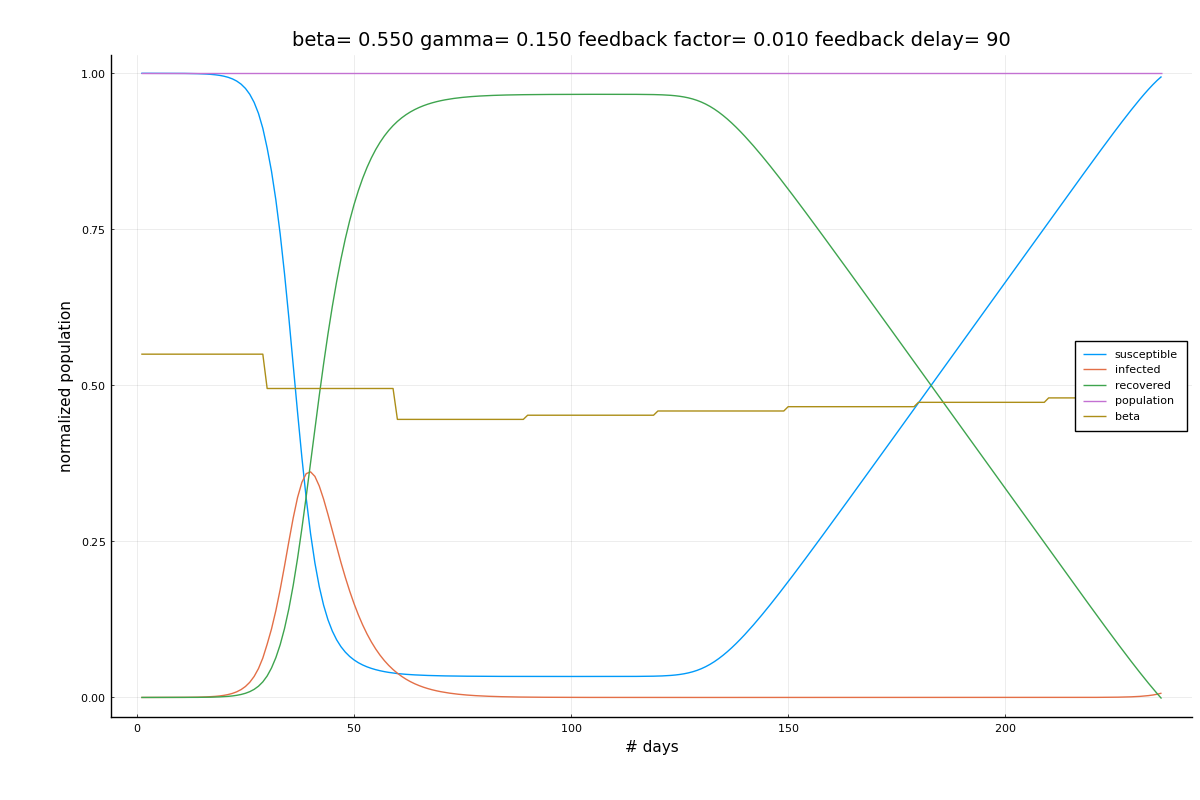 beta= 0.550 gamma= 0.150 feedback factor= 0.010 feedback delay= 90
normalized population
1.00
0.75
0.50
0.25
0.00
susceptible
infected
recovered
population
beta
0
50
100
150
200
# days